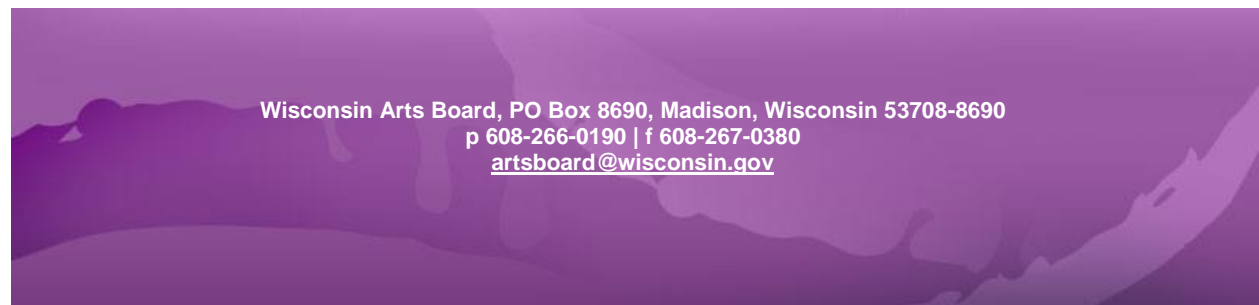 Wisconsin Arts Board, PO Box 8690, Madison, Wisconsin 53708-8690
p 608-266-0190 | f 608-267-0380
artsboard@wisconsin.gov